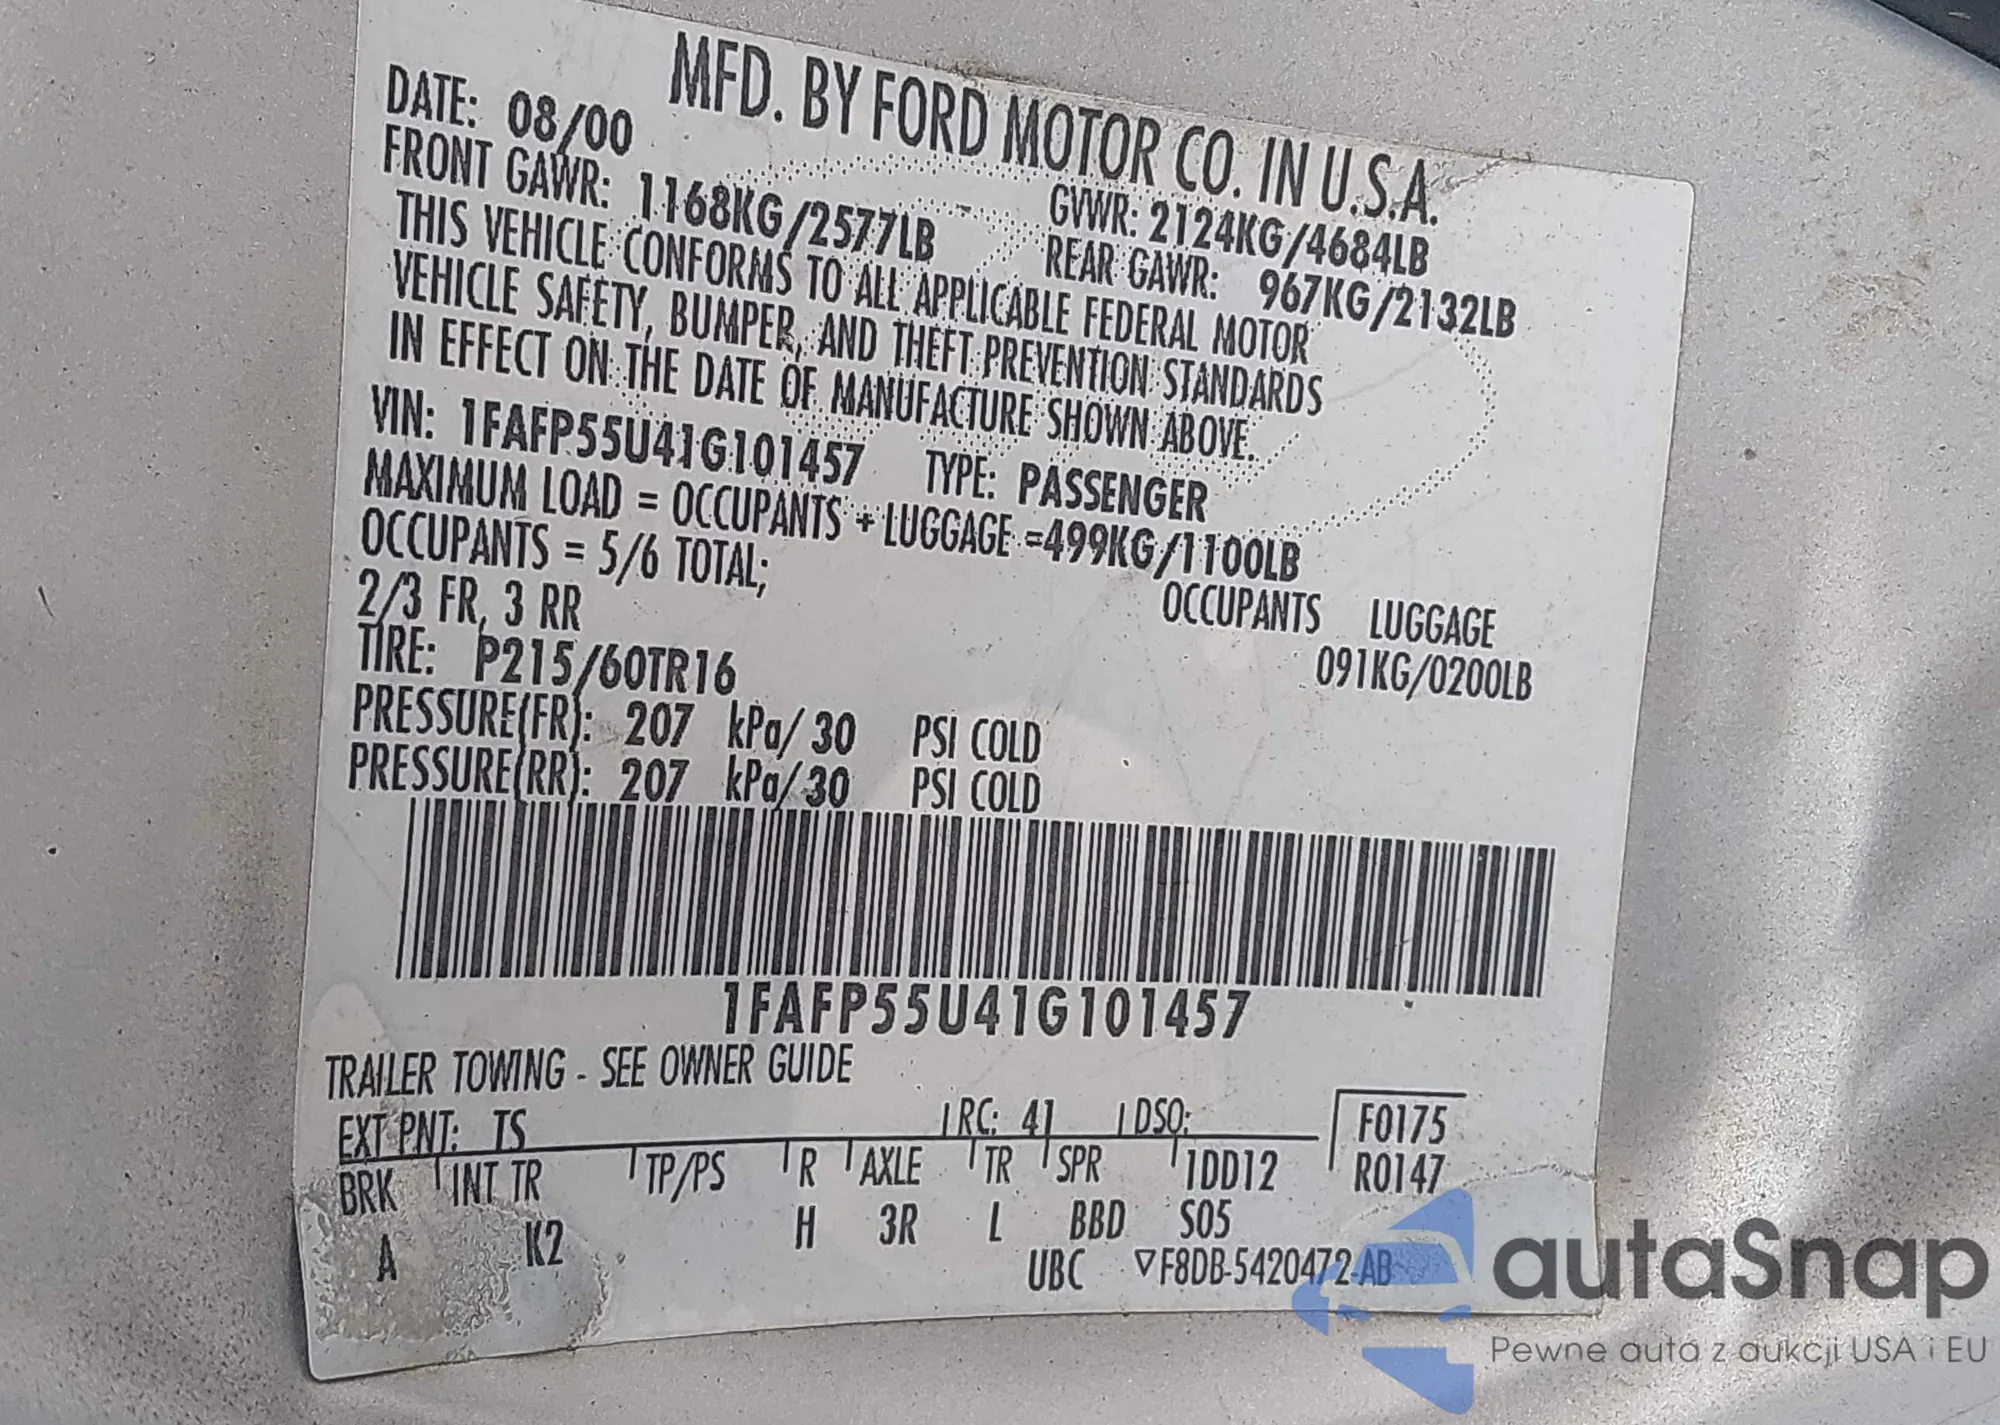 MFD. BY FORD MOTOR CO. IN U.S.A.
DATE: 08/00 GVWR: 2124KG/4684LB
FRONT GAWR: 1168KG/2577LB REAR GAWR: 967KG/2132LB
THIS VEHICLE CONFORMS TO ALL APPLICABLE FEDERAL MOTOR
VEHICLE SAFETY, BUMPER, AND THEFT PREVENTION STANDARDS
IN EFFECT ON THE DATE OF MANUFACTURE SHOWN ABOVE.
VIN: 1FAFP55U41G101457 TYPE: PASSENGER
MAXIMUM LOAD = OCCUPANTS + LUGGAGE =499KG/1100LB
OCCUPANTS = 5/6 TOTAL; OCCUPANTS LUGGAGE
2/3 FR, 3 RR 091KG/0200LB
TIRE: P215/60TR16
PRESSURE(FR): 207 kPa/30 PSI COLD
PRESSURE(RR): 207 kPa/30 PSI COLD
1FAFP55U41G101457
TRAILER TOWING - SEE OWNER GUIDE
EXT PNT: TS RC: 41 DSO: F0175
BRK INT TR TP/PS R AXLE TR SPR 1DD12 R0147
A K2 H 3R L BBD S05
UBC ▽F8DB-5420472-AB
autaSnap
Pewne auta z aukcji USA i EU